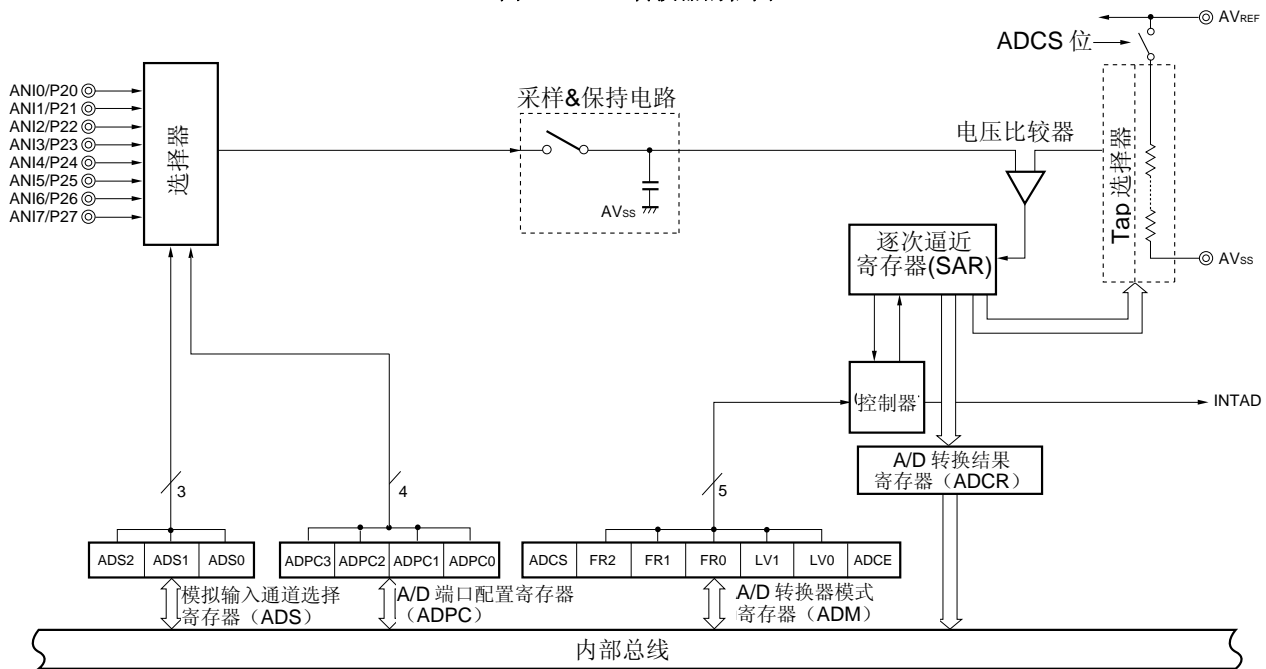 AVREF
ADCS 位
ANI0/P20
ANI1/P21
ANI2/P22
ANI3/P23
ANI4/P24
ANI5/P25
ANI6/P26
ANI7/P27
选择器
采样&保持电路
AVSS
电压比较器
Tap 选择器
AVSS
逐次逼近
寄存器(SAR)
控制器
INTAD
A/D 转换结果
寄存器（ADCR）
3
4
5
ADS2 ADS1 ADS0
ADPC3 ADPC2 ADPC1 ADPC0
ADCS FR2 FR1 FR0 LV1 LV0 ADCE
模拟输入通道选择
寄存器（ADS）
A/D 端口配置寄存器
（ADPC）
A/D 转换器模式
寄存器（ADM）
内部总线